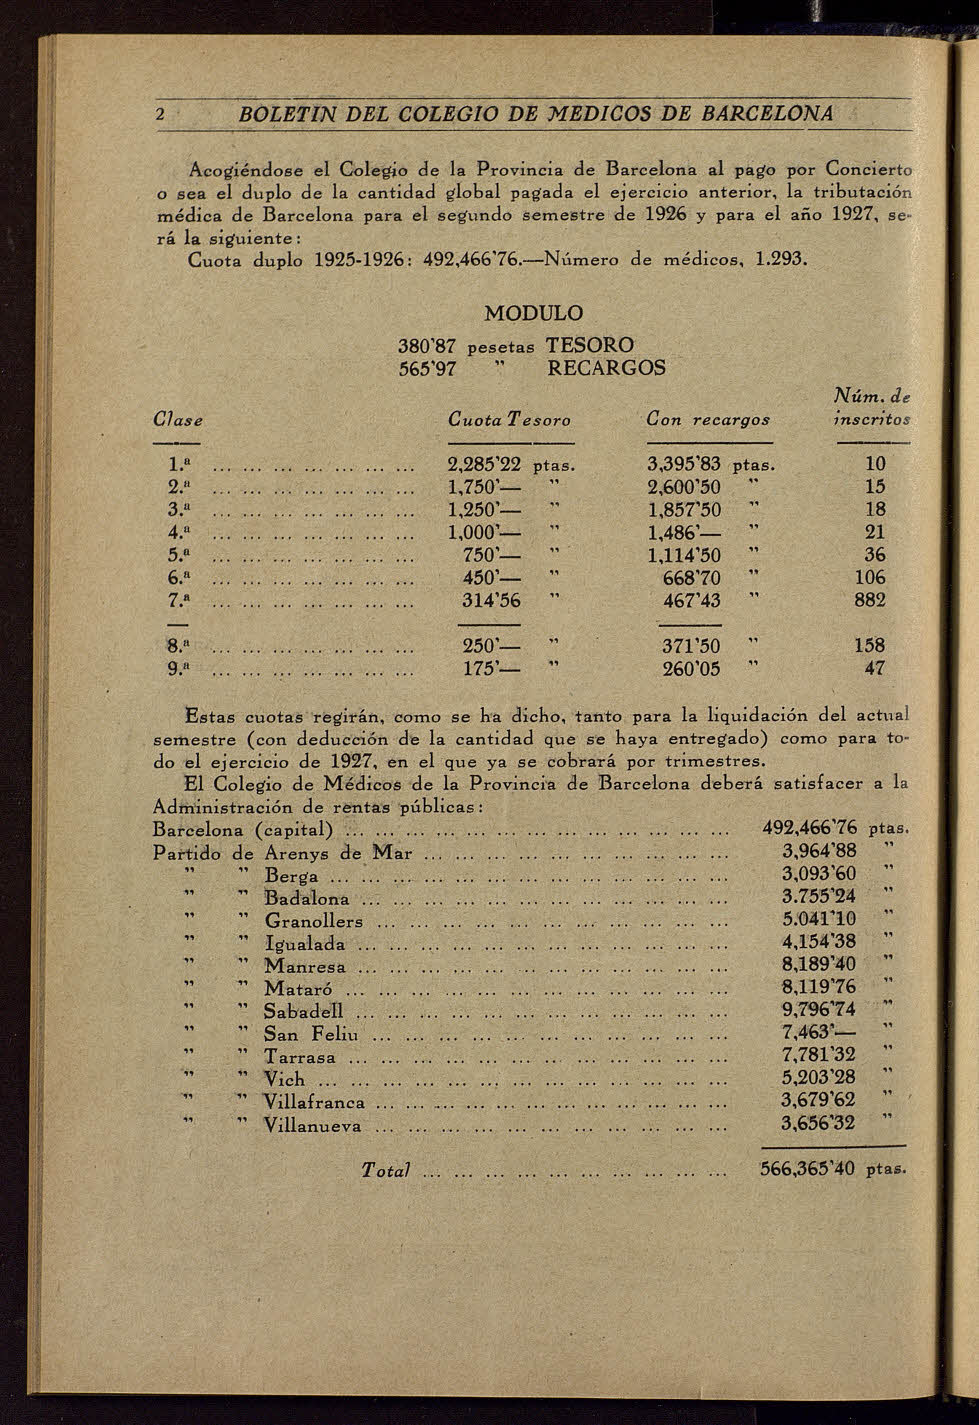 2 BOLETIN DEL COLEGIO DE MEDICOS DE BARCELONA
Acogiéndose el Colegio de la Provincia de Barcelona al pago por Concierto
o sea el duplo de la cantidad global pagada el ejercicio anterior, la tributación
médica de Barcelona para el segundo semestre de 1926 y para el año 1927, se-
rá la siguiente:
Cuota duplo 1925-1926: 492,466'76.—Número de médicos, 1.293.
MODULO
380'87 pesetas TESORO
565'97 " RECARGOS
Clase Cuota Tesoro Con recargos Núm. de inscritos
1.ª ... ... ... ... ... ... ... 2,285'22 ptas. 3,395'83 ptas. 10
2.ª ... ... ... ... ... ... ... 1,750'— " 2,600'50 " 15
3.ª ... ... ... ... ... ... ... 1,250'— " 1,857'50 " 18
4.ª ... ... ... ... ... ... ... 1,000'— " 1,486'— " 21
5.ª ... ... ... ... ... ... ... 750'— " 1,114'50 " 36
6.ª ... ... ... ... ... ... ... 450'— " 668'70 " 106
7.ª ... ... ... ... ... ... ... 314'56 " 467'43 " 882
8.ª ... ... ... ... ... ... ... 250'— " 371'50 " 158
9.ª ... ... ... ... ... ... ... 175'— " 260'05 " 47
Estas cuotas regirán, como se ha dicho, tanto para la liquidación del actual
semestre (con deducción de la cantidad que se haya entregado) como para to-
do el ejercicio de 1927, en el que ya se cobrará por trimestres.
El Colegio de Médicos de la Provincia de Barcelona deberá satisfacer a la
Administración de rentas públicas:
Barcelona (capital) ... ... ... ... ... ... ... ... ... ... ... ... ... 492,466'76 ptas.
Partido de Arenys de Mar ... ... ... ... ... ... ... ... ... ... 3,964'88 "
" " Berga ... ... ... ... ... ... ... ... ... ... ... ... ... 3,093'60 "
" " Badalona ... ... ... ... ... ... ... ... ... ... ... ... 3.755'24 "
" " Granollers ... ... ... ... ... ... ... ... ... ... ... 5.041'10 "
" " Igualada ... ... ... ... ... ... ... ... ... ... ... ... 4,154'38 "
" " Manresa ... ... ... ... ... ... ... ... ... ... ... ... 8,189'40 "
" " Mataró ... ... ... ... ... ... ... ... ... ... ... ... 8,119'76 "
" " Sabadell ... ... ... ... ... ... ... ... ... ... ... ... 9,796'74 "
" " San Feliu ... ... ... ... ... ... ... ... ... ... ... 7,463'— "
" " Tarrasa ... ... ... ... ... ... ... ... ... ... ... ... 7,781'32 "
" " Vich ... ... ... ... ... ... ... ... ... ... ... ... ... 5,203'28 "
" " Villafranca ... ... ... ... ... ... ... ... ... ... ... ... 3,679'62 "
" " Villanueva ... ... ... ... ... ... ... ... ... ... ... 3,656'32 "
Total ... ... ... ... ... ... ... ... ... ... 566,365'40 ptas.